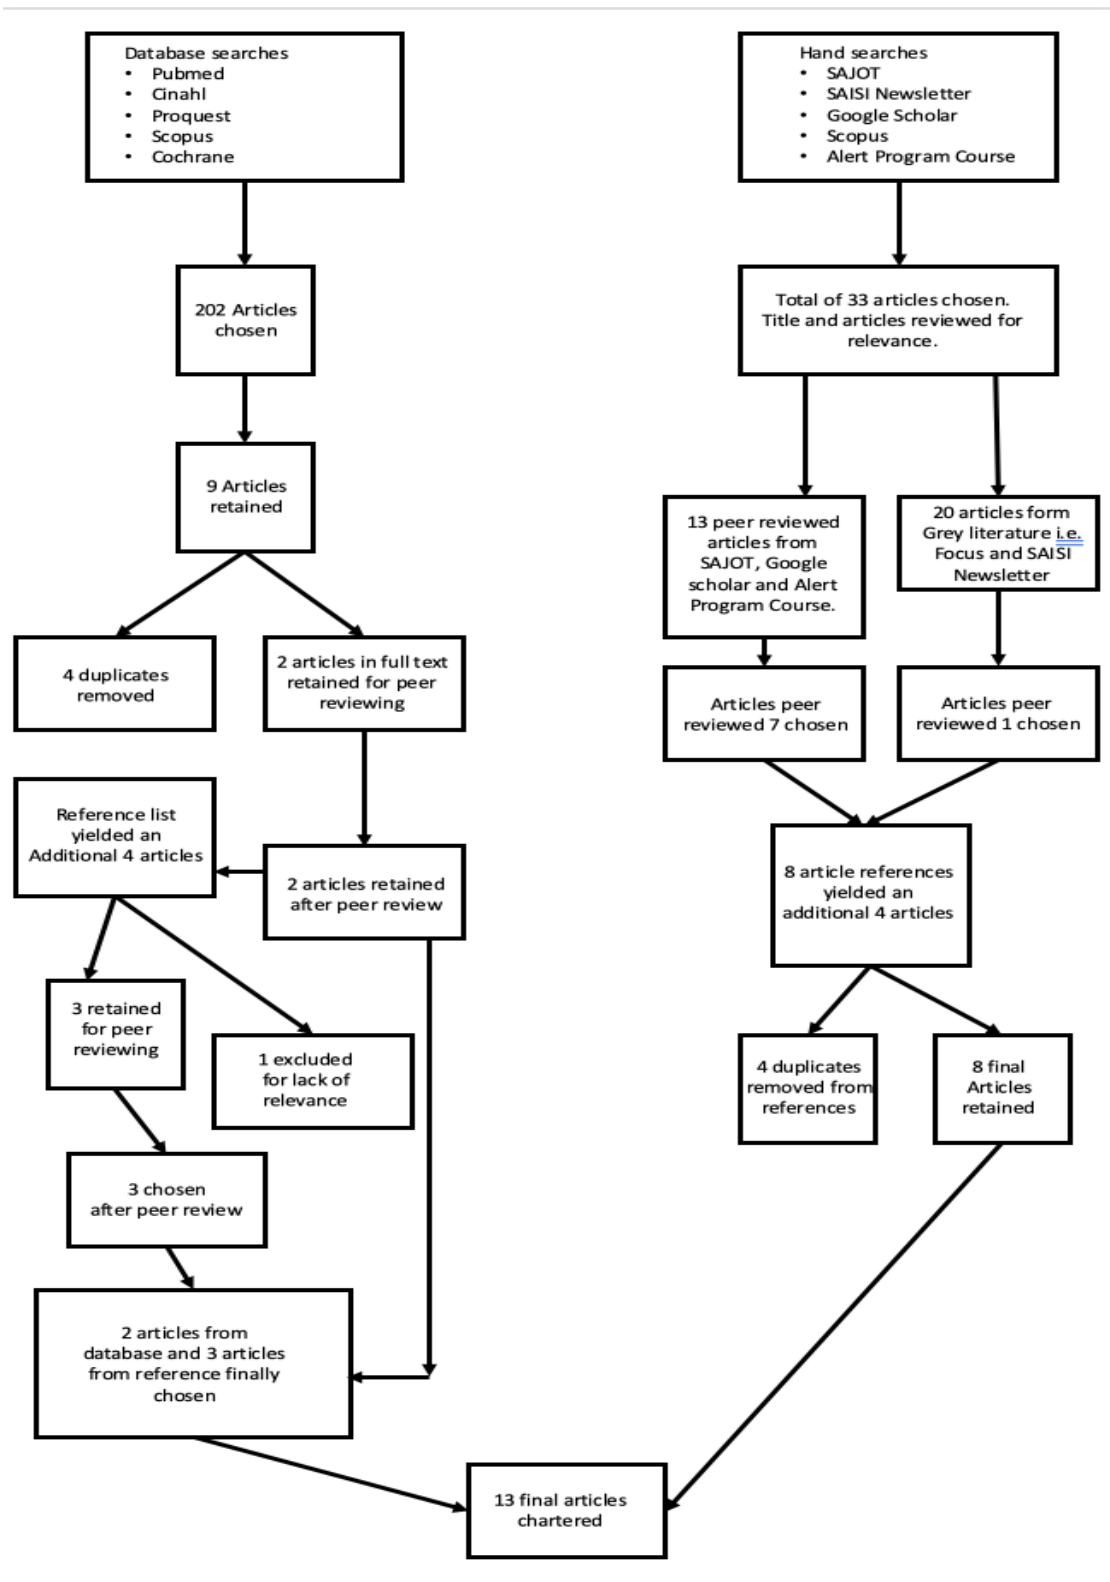 Database searches
• Pubmed
• Cinahl
• Proquest
• Scopus
• Cochrane
202 Articles
chosen
9 Articles
retained
4 duplicates
removed
2 articles in full text
retained for peer
reviewing
Reference list
yielded an
Additional 4 articles
2 articles retained
after peer review
3 retained
for peer
reviewing
1 excluded
for lack of
relevance
3 chosen
after peer review
2 articles from
database and 3 articles
from reference finally
chosen
Hand searches
• SAJOT
• SAISI Newsletter
• Google Scholar
• Scopus
• Alert Program Course
Total of 33 articles chosen.
Title and articles reviewed for
relevance.
13 peer reviewed
articles from
SAJOT, Google
scholar and Alert
Program Course.
20 articles form
Grey literature i.e.
Focus and SAISI
Newsletter
Articles peer
reviewed 7 chosen
Articles peer
reviewed 1 chosen
8 article references
yielded an
additional 4 articles
4 duplicates
removed from
references
8 final
Articles
retained
13 final articles
chartered